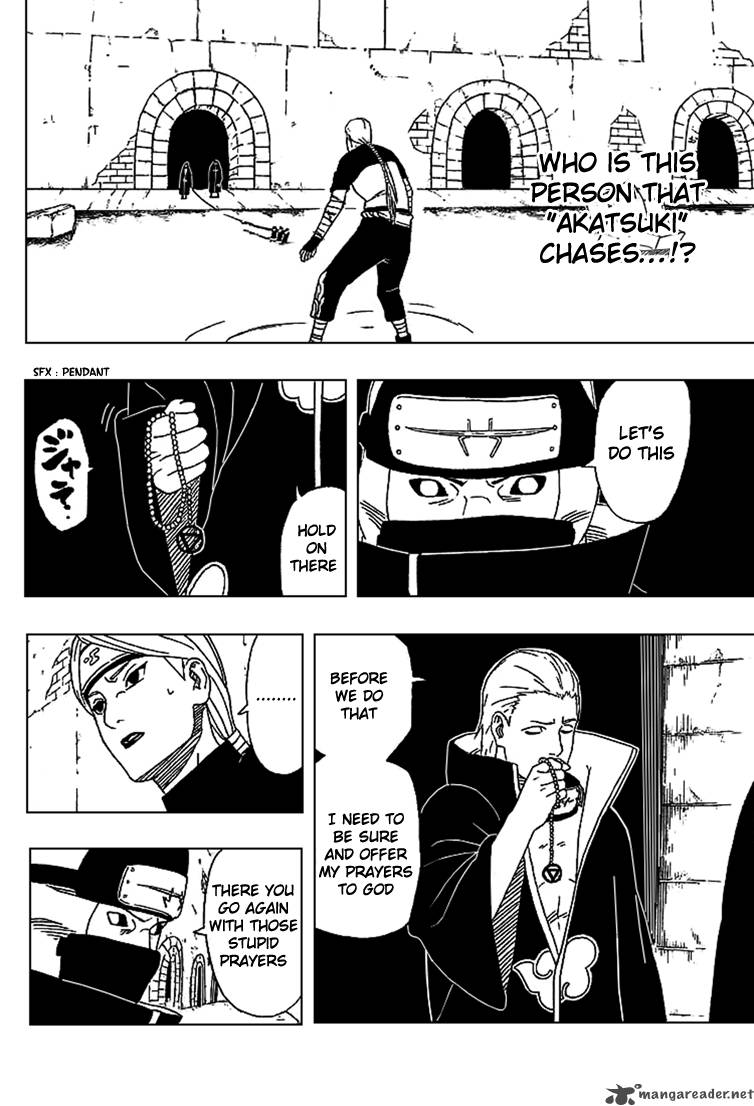 WHO IS THIS
PERSON THAT
"AKATSUKI"
CHASES...!?
SFX : PENDANT
LET'S
DO THIS
ジャラ
HOLD
ON
THERE
BEFORE
WE DO
THAT
I NEED TO
BE SURE
AND OFFER
MY PRAYERS
TO GOD
.........
THERE YOU
GO AGAIN
WITH THOSE
STUPID
PRAYERS
mangareader.net